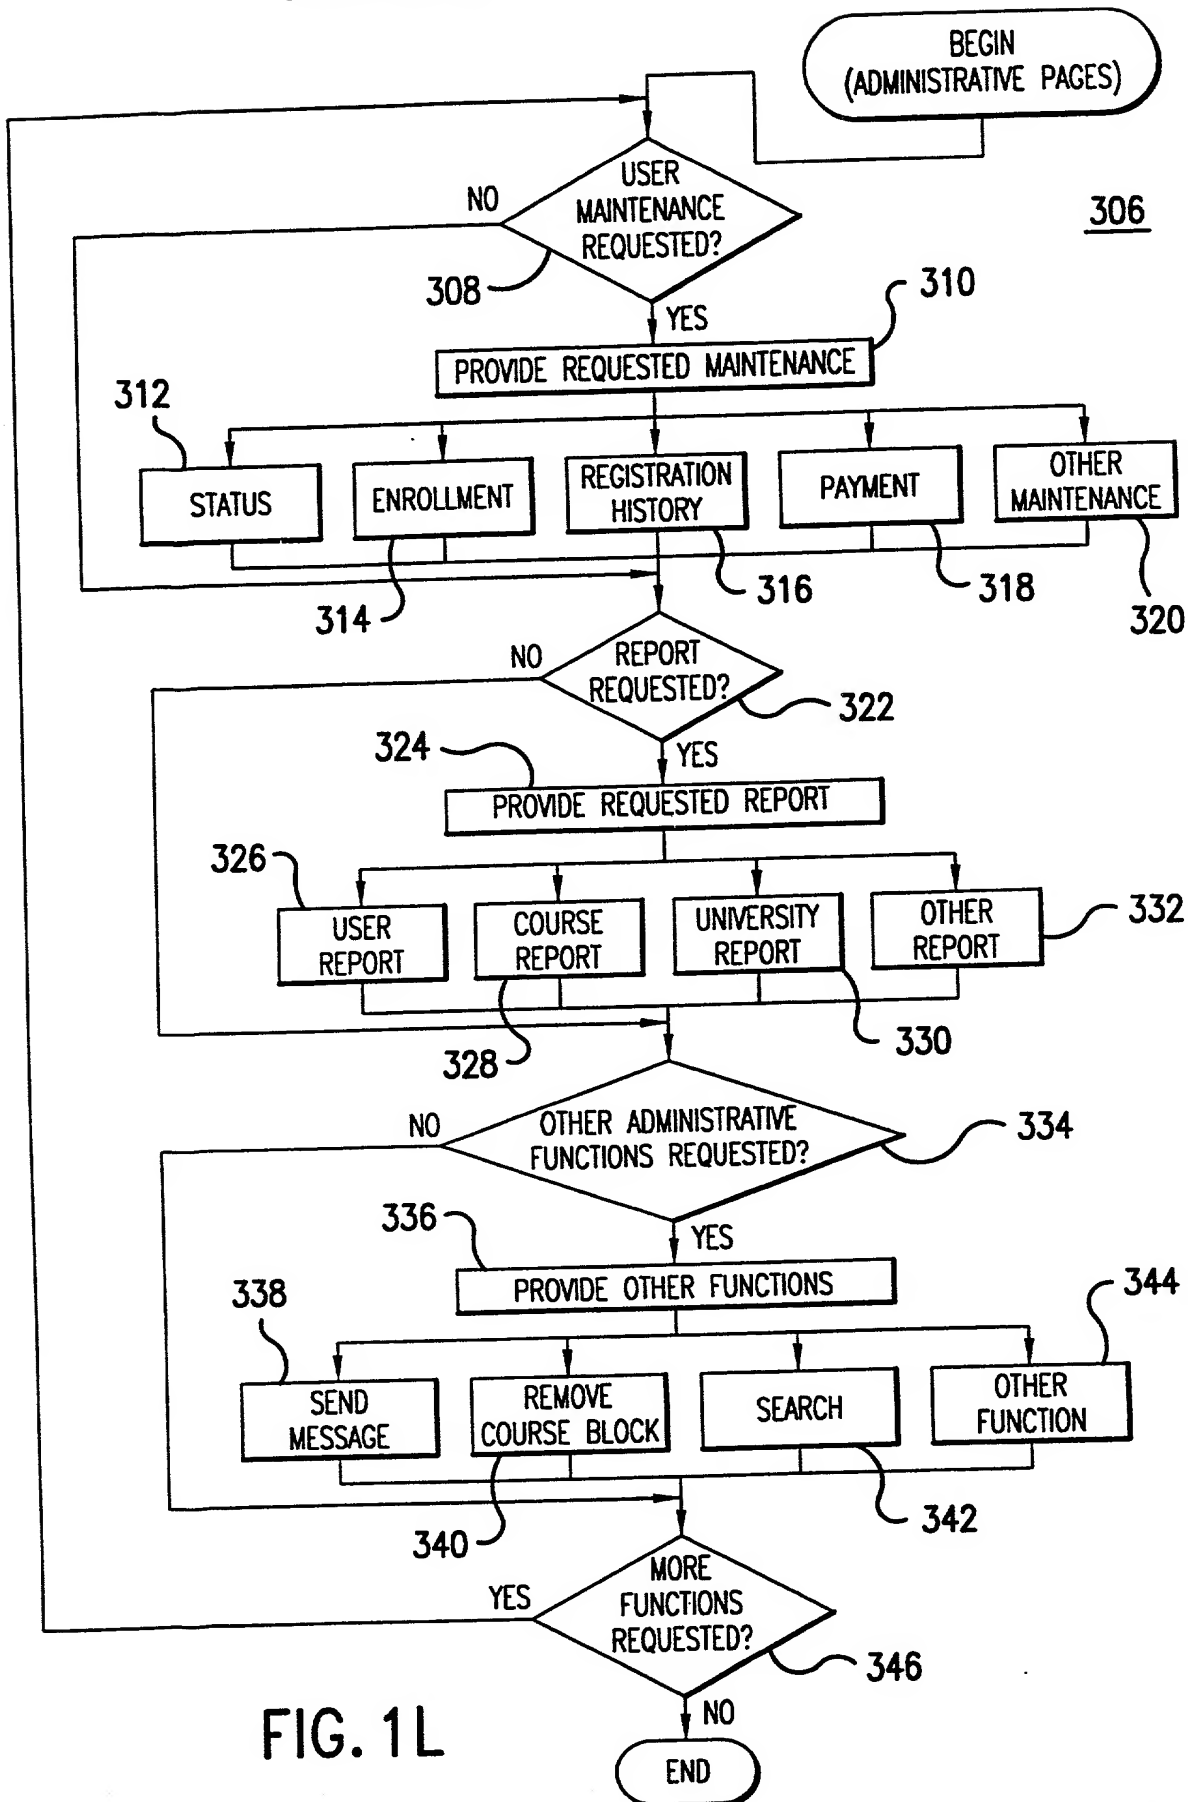 BEGIN
(ADMINISTRATIVE PAGES)
USER
MAINTENANCE
REQUESTED?
NO
306
308
310
YES
PROVIDE REQUESTED MAINTENANCE
312
STATUS
ENROLLMENT
REGISTRATION
HISTORY
PAYMENT
OTHER
MAINTENANCE
314
316
318
320
NO
REPORT
REQUESTED?
322
324
YES
PROVIDE REQUESTED REPORT
326
USER
REPORT
COURSE
REPORT
UNIVERSITY
REPORT
OTHER
REPORT
332
328
330
NO
OTHER ADMINISTRATIVE
FUNCTIONS REQUESTED?
334
336
YES
PROVIDE OTHER FUNCTIONS
338
344
SEND
MESSAGE
REMOVE
COURSE BLOCK
SEARCH
OTHER
FUNCTION
340
342
YES
MORE
FUNCTIONS
REQUESTED?
346
NO
END
FIG. 1L